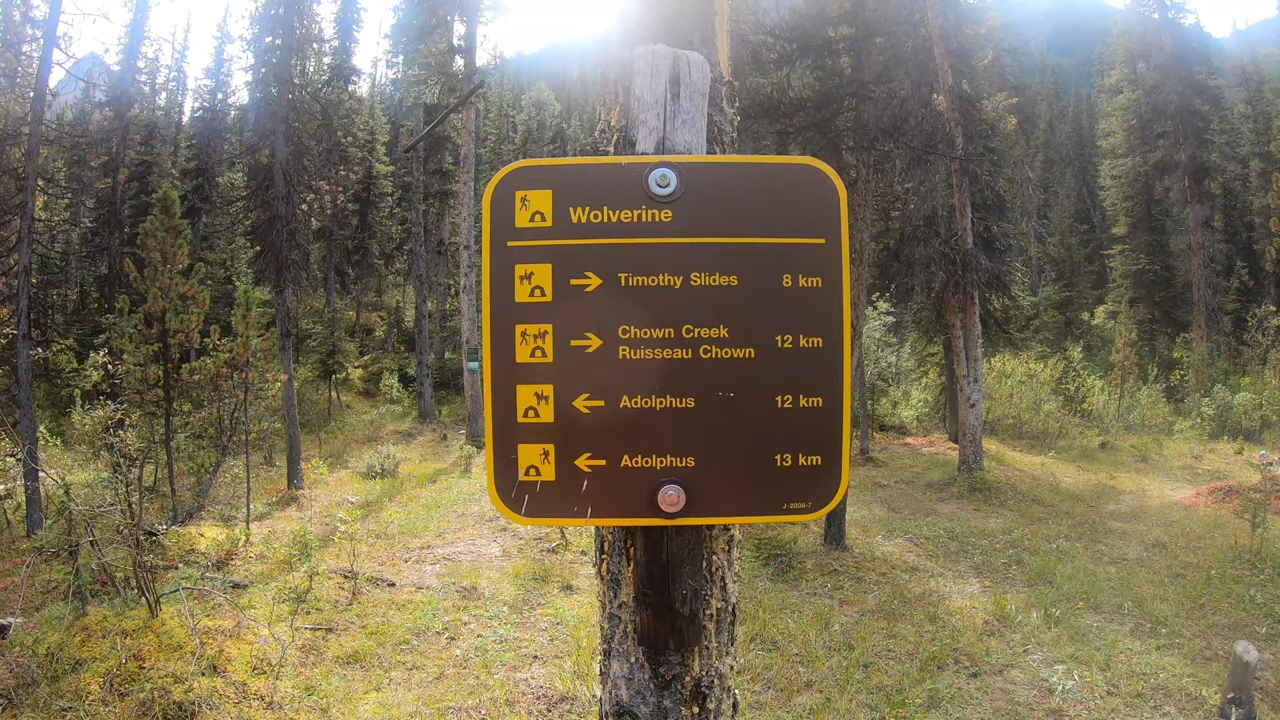 Wolverine
Timothy Slides 8 km
Chown Creek
Ruisseau Chown 12 km
Adolphus 12 km
Adolphus 13 km
J-2008-7